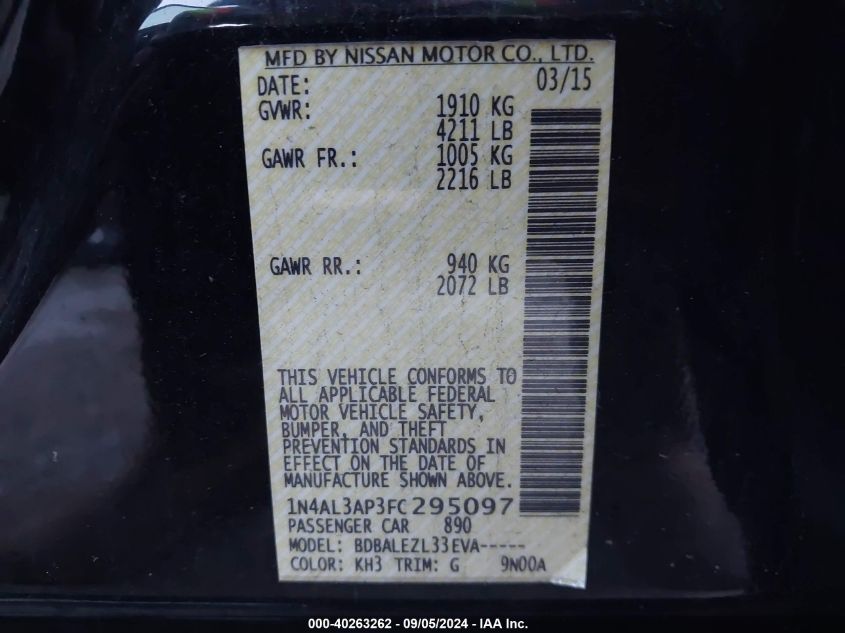 MFD BY NISSAN MOTOR CO., LTD.
DATE: 03/15
GVWR: 1910 KG
4211 LB
GAWR FR.: 1005 KG
2216 LB
GAWR RR.: 940 KG
2072 LB
THIS VEHICLE CONFORMS TO
ALL APPLICABLE FEDERAL
MOTOR VEHICLE SAFETY,
BUMPER, AND THEFT
PREVENTION STANDARDS IN
EFFECT ON THE DATE OF
MANUFACTURE SHOWN ABOVE.
1N4AL3AP3FC295097
PASSENGER CAR 890
MODEL: BDBALEZL33EVA-----
COLOR: KH3 TRIM: G 9N00A
000-40263262 - 09/05/2024 - IAA Inc.